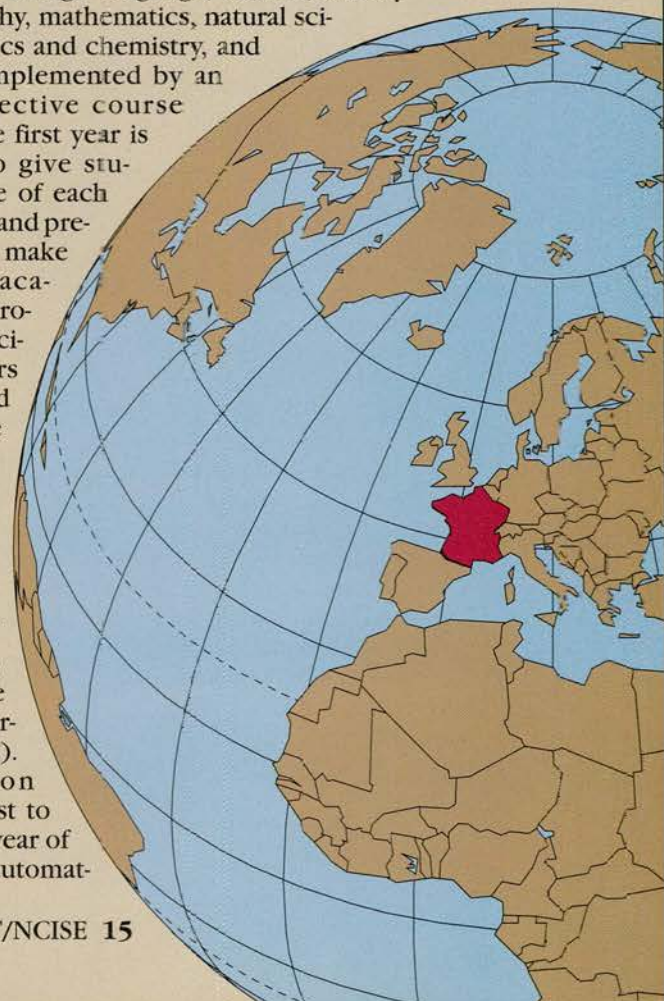 hy, mathematics, natural sci-
cs and chemistry, and
mplemented by an
ective course
e first year is
o give stu-
e of each
and pre-
make
aca-
ro-
ci-
rs
d
e
r-
).
on
st to
year of
utomat-
/NCISE 15